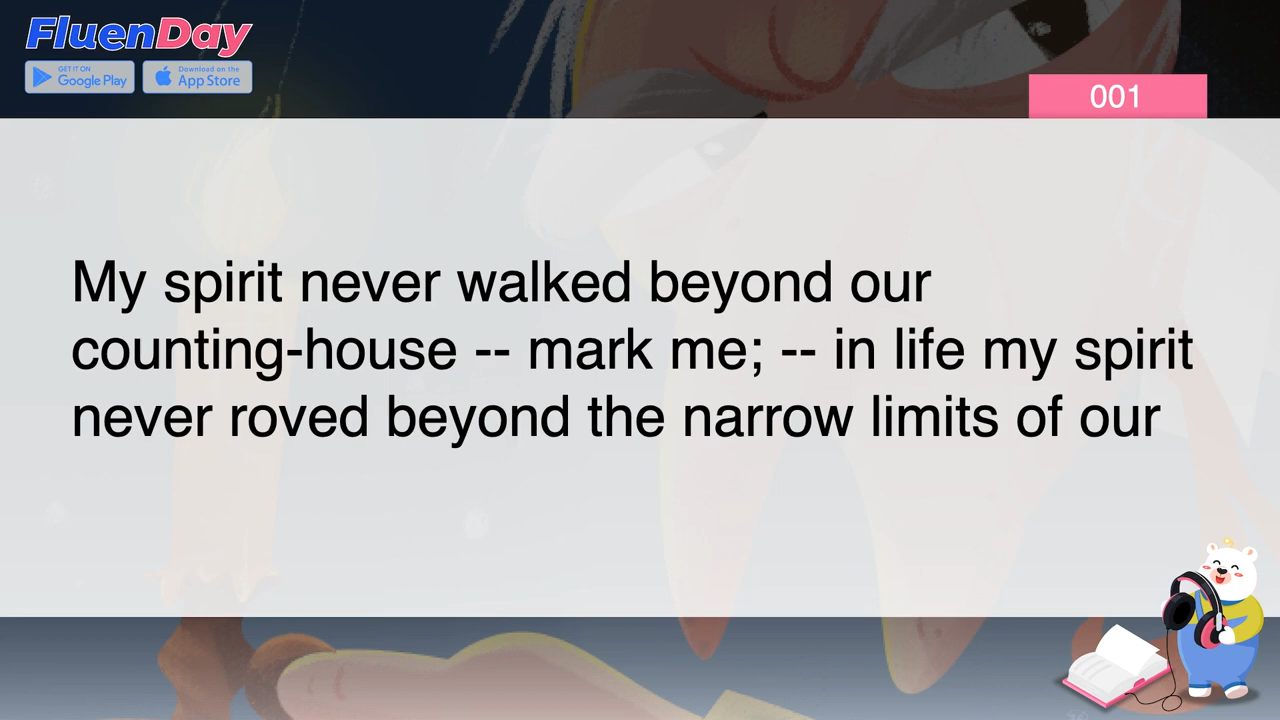 FluenDay
GET IT ON
Google Play
Download on the
App Store
001
My spirit never walked beyond our
counting-house -- mark me; -- in life my spirit
never roved beyond the narrow limits of our